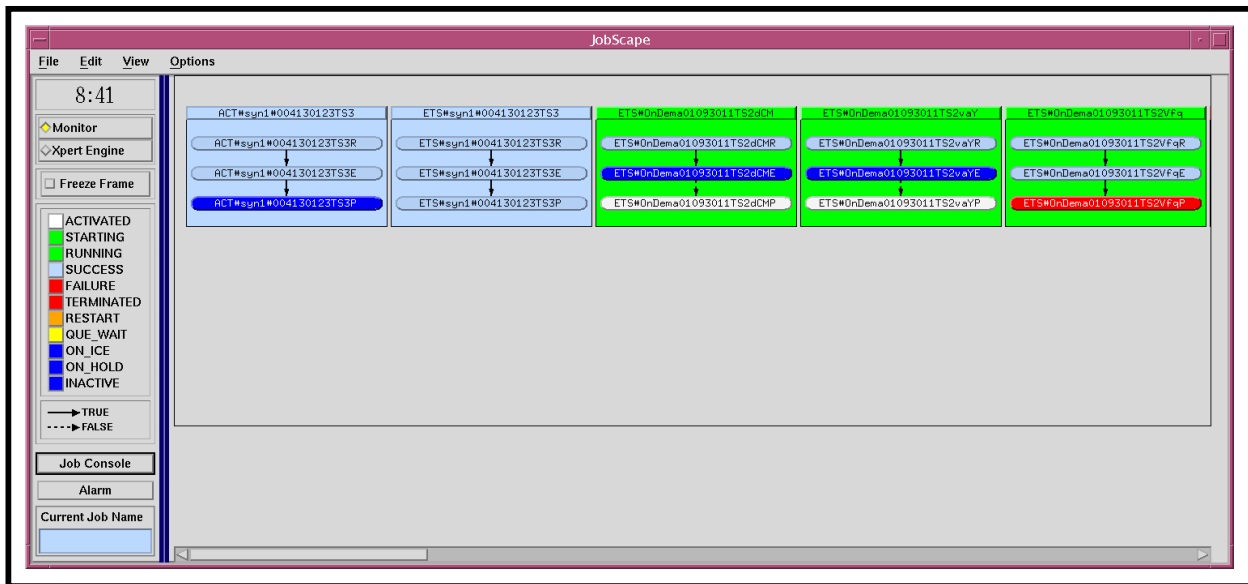 JobScape
File Edit View Options
8:41
Monitor
Xpert Engine
Freeze Frame
ACTIVATED
STARTING
RUNNING
SUCCESS
FAILURE
TERMINATED
RESTART
QUE_WAIT
ON_ICE
ON_HOLD
INACTIVE
TRUE
FALSE
Job Console
Alarm
Current Job Name
ACT#syn1#004130123TS3
ACT#syn1#004130123TS3R
ACT#syn1#004130123TS3E
ACT#syn1#004130123TS3P
ETS#syn1#004130123TS3
ETS#syn1#004130123TS3R
ETS#syn1#004130123TS3E
ETS#syn1#004130123TS3P
ETS#OnDema01093011TS2dCM
ETS#OnDema01093011TS2dCMR
ETS#OnDema01093011TS2dCME
ETS#OnDema01093011TS2dCMP
ETS#OnDema01093011TS2vaY
ETS#OnDema01093011TS2vaYR
ETS#OnDema01093011TS2vaYE
ETS#OnDema01093011TS2vaYP
ETS#OnDema01093011TS2Vfq
ETS#OnDema01093011TS2VfqR
ETS#OnDema01093011TS2VfqE
ETS#OnDema01093011TS2VfqP